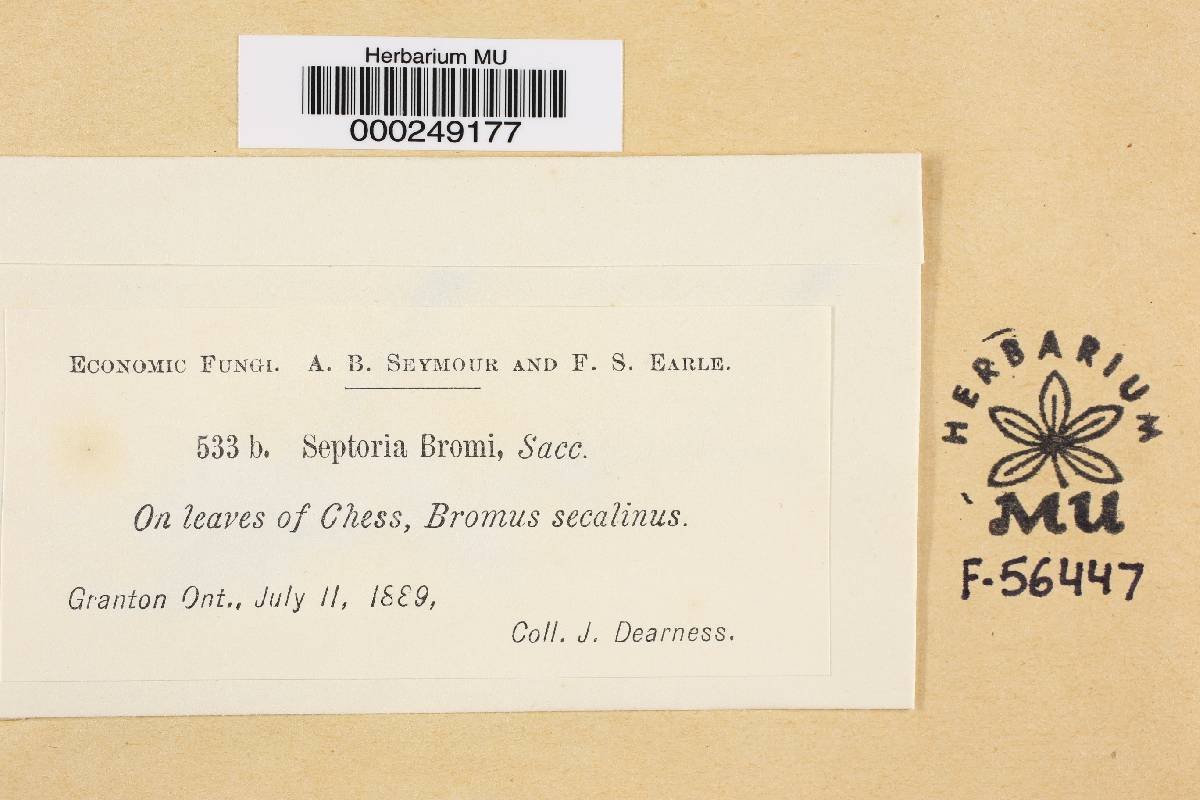 Herbarium MU
000249177
ECONOMIC FUNGI. A. B. SEYMOUR AND F. S. EARLE.
533 b. Septoria Bromi, Sacc.
On leaves of Chess, Bromus secalinus.
Granton Ont., July 11, 1889,
Coll. J. Dearness.
HERBARIUM
MU
F-56447